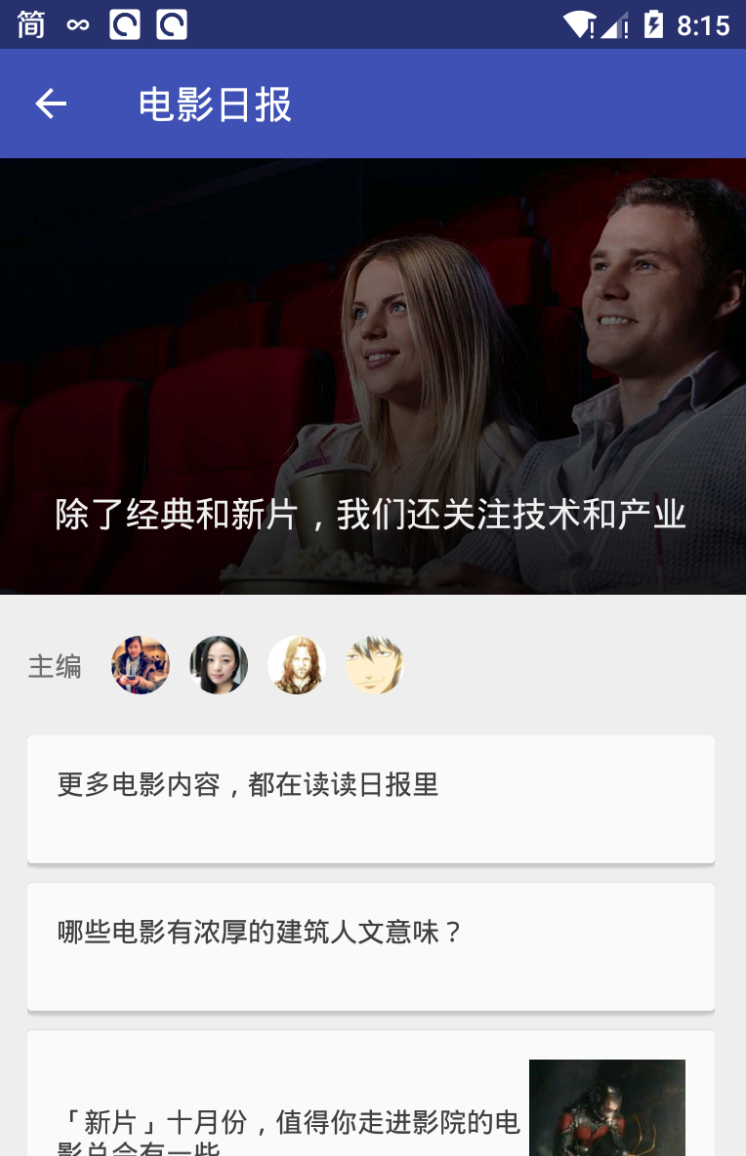 简 8:15
电影日报
除了经典和新片，我们还关注技术和产业
主编
更多电影内容，都在读读日报里
哪些电影有浓厚的建筑人文意味？
「新片」十月份，值得你走进影院的电
影总会有一些